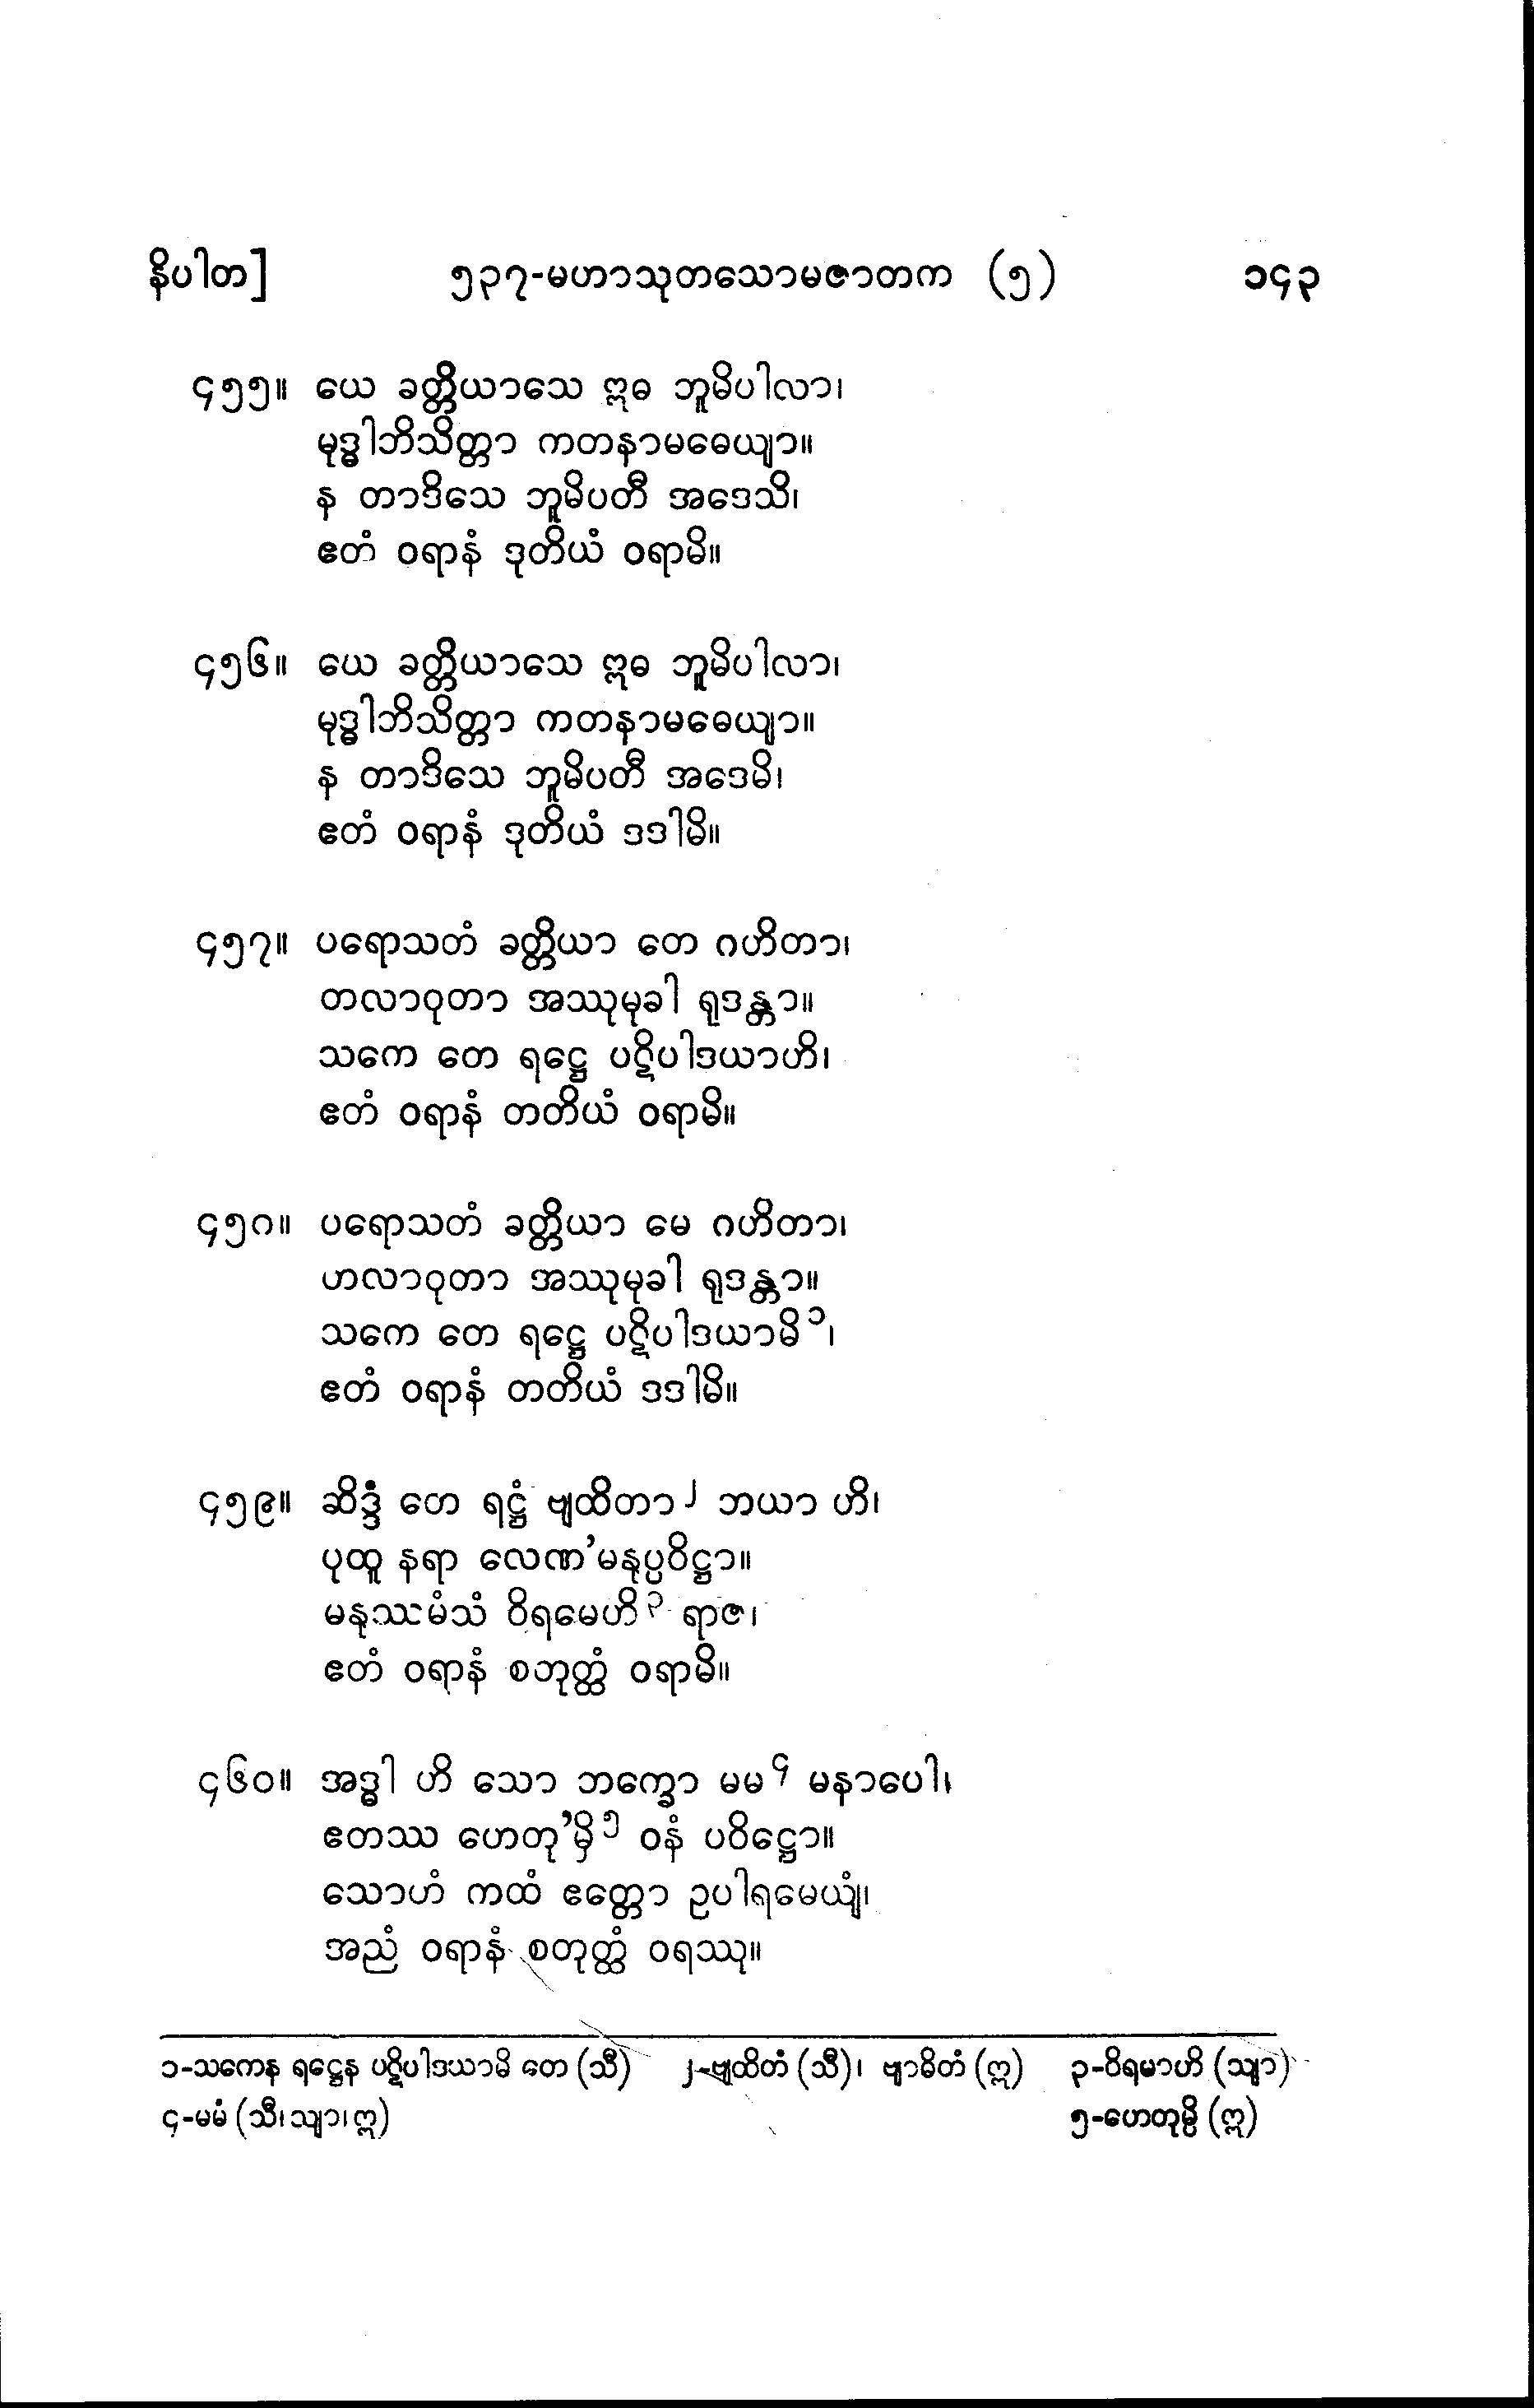 နိပါတ] ၅၃၇-မဟာသုတသောမဇာတက (၅) ၁၄၃
၄၅၅။ ယေ ခတ္တိယာသေ ဣဓ ဘူမိပါလာ၊
မုဒ္ဓါဘိသိတ္တာ ကတနာမဓေယျာ။
န တာဒိသေ ဘူမိပတီ အဒေသိ၊
ဧတံ ဝရာနံ ဒုတိယံ ဝရာမိ။
၄၅၆။ ယေ ခတ္တိယာသေ ဣဓ ဘူမိပါလာ၊
မုဒ္ဓါဘိသိတ္တာ ကတနာမဓေယျာ။
န တာဒိသေ ဘူမိပတီ အဒေမိ၊
ဧတံ ဝရာနံ ဒုတိယံ ဒဒါမိ။
၄၅၇။ ပရောသတံ ခတ္တိယာ တေ ဂဟိတာ၊
တလာဝုတာ အဿုမုခါ ရုဒန္တာ။
သကေ တေ ရဋ္ဌေ ပဋိပါဒယာဟိ၊
ဧတံ ဝရာနံ တတိယံ ဝရာမိ။
၄၅၈။ ပရောသတံ ခတ္တိယာ မေ ဂဟိတာ၊
ဟလာဝုတာ အဿုမုခါ ရုဒန္တာ။
သကေ တေ ရဋ္ဌေ ပဋိပါဒယာမိ ၁၊
ဧတံ ဝရာနံ တတိယံ ဒဒါမိ။
၄၅၉။ ဆိဒ္ဒံ တေ ရဋ္ဌံ ဗျထိတာ ၂ ဘယာ ဟိ၊
ပုထူ နရာ လေဏ’မနုပ္ပဝိဋ္ဌာ။
မနုဿမံသံ ဝိရမေဟိ ၃ ရာဇ၊
ဧတံ ဝရာနံ စဘုတ္ထံ ဝရာမိ။
၄၆၀။ အဒ္ဓါ ဟိ သော ဘက္ခော မမ ၄ မနာပေါ၊
ဧတဿ ဟေတု’မှိ ၅ ဝနံ ပဝိဋ္ဌော။
သောဟံ ကထံ ဧတ္တော ဥပါရမေယျံ၊
အညံ ဝရာနံ စတုတ္ထံ ဝရဿု။
၁-သကေန ရဋ္ဌေန ပဋိပါဒယာမိ တေ (သီ) ၂-ဗျထိတံ (သီ)၊ ဗျာဓိတံ (ဣ) ၃-ဝိရမာဟိ (သျာ)
၄-မမံ (သီ၊သျာ၊ဣ) ၅-ဟေတုမ္ပိ (ဣ)